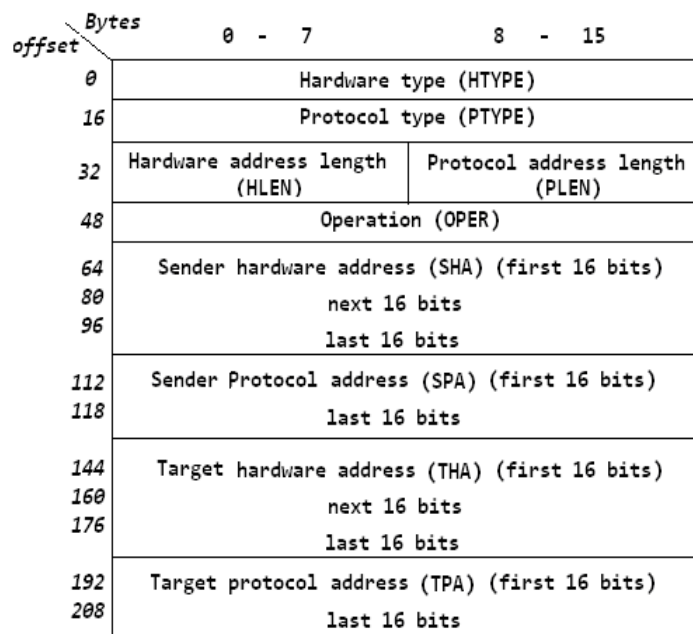 Bytes
offset
0 - 7 8 - 15
0 Hardware type (HTYPE)
16 Protocol type (PTYPE)
32 Hardware address length (HLEN) Protocol address length (PLEN)
48 Operation (OPER)
64 Sender hardware address (SHA) (first 16 bits)
80 next 16 bits
96 last 16 bits
112 Sender Protocol address (SPA) (first 16 bits)
118 last 16 bits
144 Target hardware address (THA) (first 16 bits)
160 next 16 bits
176 last 16 bits
192 Target protocol address (TPA) (first 16 bits)
208 last 16 bits